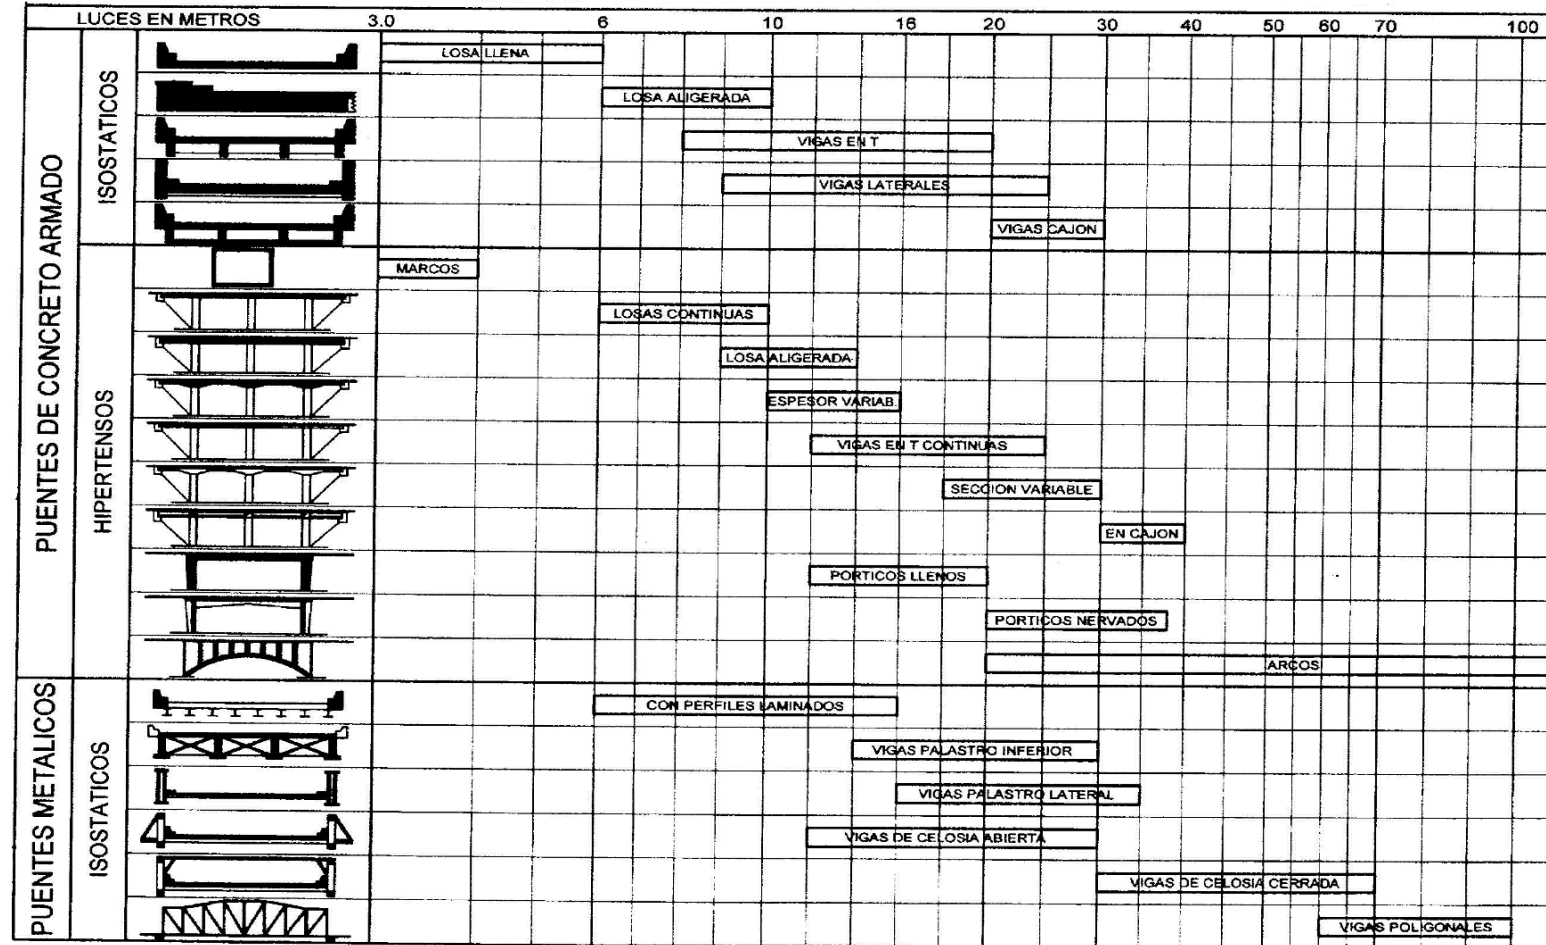 LUCES EN METROS 3.0 6 10 16 20 30 40 50 60 70 100
PUENTES DE CONCRETO ARMADO
ISOSTATICOS
LOSA LLENA
LOSA ALIGERADA
VIGAS EN T
VIGAS LATERALES
VIGAS CAJON
HIPERTENSOS
MARCOS
LOSAS CONTINUAS
LOSA ALIGERADA
ESPESOR VARIAB.
VIGAS EN T CONTINUAS
SECCION VARIABLE
EN CAJON
PORTICOS LLENOS
PORTICOS NERVADOS
ARCOS
PUENTES METALICOS
ISOSTATICOS
CON PERFILES LAMINADOS
VIGAS PALASTRO INFERIOR
VIGAS PALASTRO LATERAL
VIGAS DE CELOSIA ABIERTA
VIGAS DE CELOSIA CERRADA
VIGAS POLIGONALES